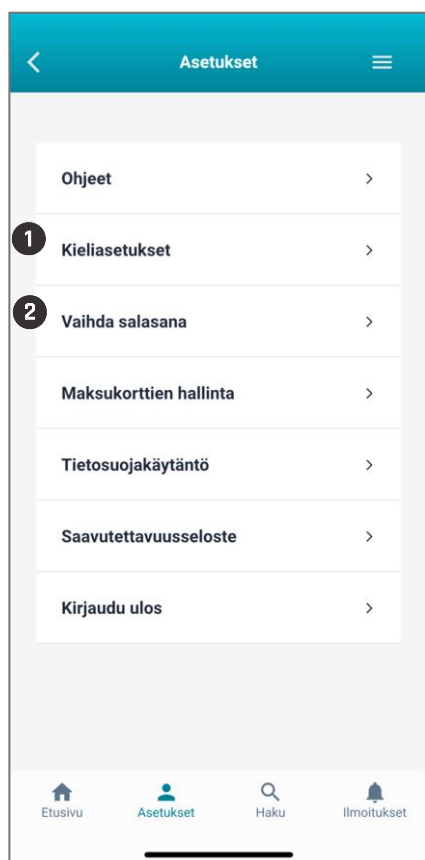 Asetukset
Ohjeet
1 Kieliasetukset
2 Vaihda salasana
Maksukorttien hallinta
Tietosuojakäytäntö
Saavutettavuusseloste
Kirjaudu ulos
Etusivu Asetukset Haku Ilmoitukset